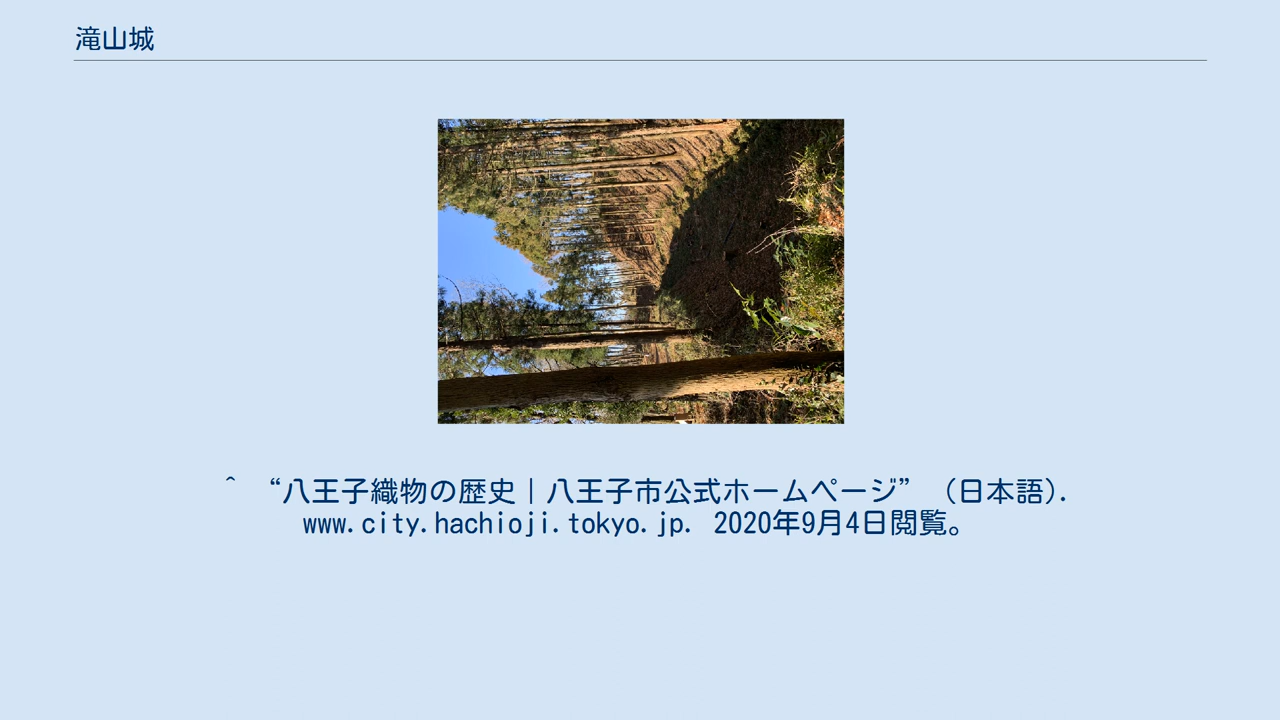 滝山城
^ “八王子織物の歴史｜八王子市公式ホームページ” (日本語).
www.city.hachioji.tokyo.jp. 2020年9月4日閲覧。